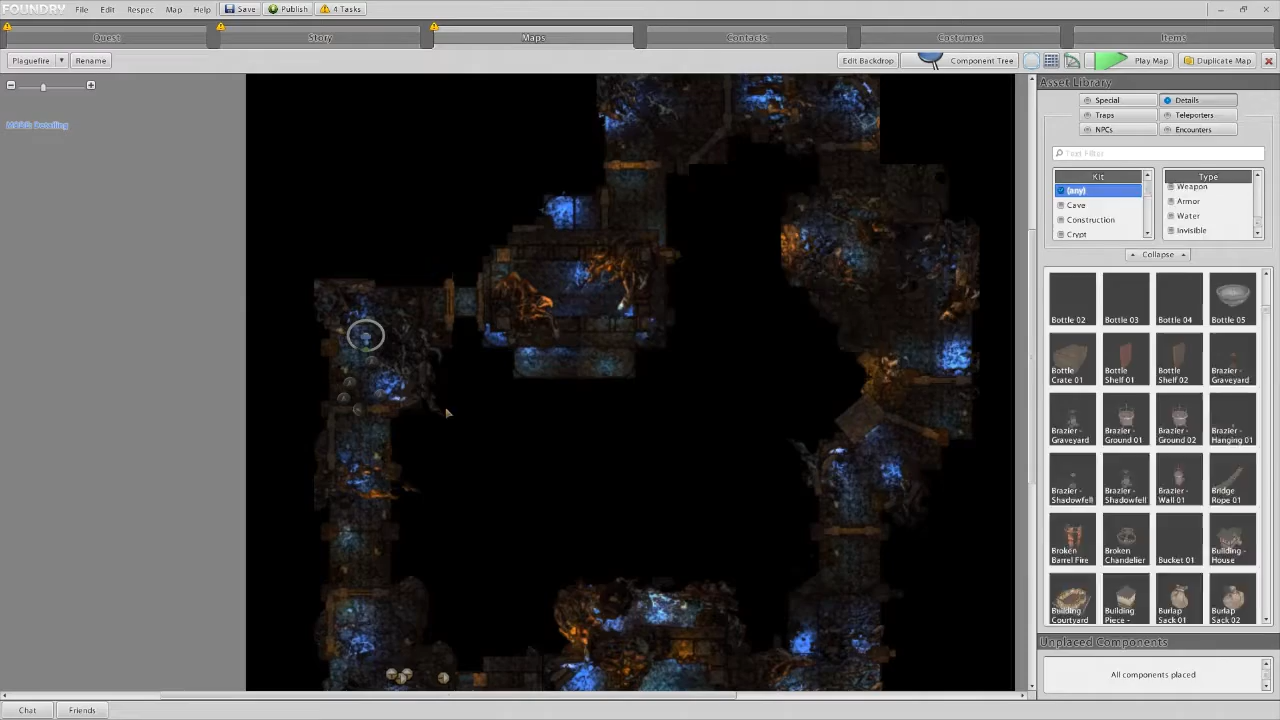 FOUNDRY File Edit Respec Map Help Save Publish 4 Tasks
Quest Story Maps Contacts Costumes Items
Plaguefire Rename Edit Backdrop Component Tree Play Map Duplicate Map
Asset Library
Special Details
Traps Teleporters
NPCs Encounters
Text Filter
Kit Type
(any) Weapon
Cave Armor
Construction Water
Crypt Invisible
Collapse
Bottle 02 Bottle 03 Bottle 04 Bottle 05
Bottle Bottle Bottle Brazier -
Crate 01 Shelf 01 Shelf 02 Graveyard
Brazier - Brazier - Brazier - Brazier -
Graveyard Ground 01 Ground 02 Hanging 01
Brazier - Brazier - Brazier - Bridge
Shadowfell Shadowfell Wall 01 Rope 01
Broken Broken Building -
Barrel Fire Chandelier Bucket 01 House
Building Building Burlap Burlap
Courtyard Piece - Sack 01 Sack 02
Unplaced Components
All components placed
Chat Friends